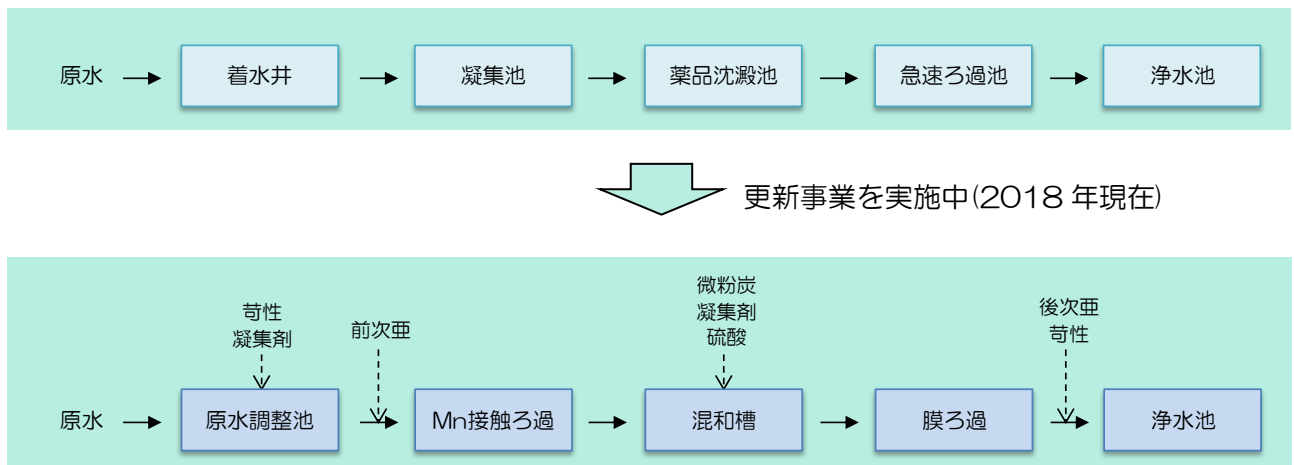 原水
着水井
凝集池
薬品沈澱池
急速ろ過池
浄水池
更新事業を実施中(2018 年現在)
苛性
凝集剤
前次亜
微粉炭
凝集剤
硫酸
後次亜
苛性
原水
原水調整池
Mn接触ろ過
混和槽
膜ろ過
浄水池